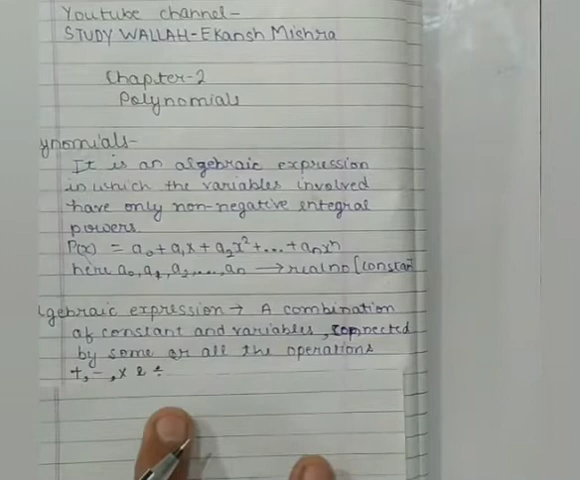 Youtube channel-
STUDY WALLAH-Ekansh Mishra
Chapter-2
Polynomials
ynomials-
It is an algebraic expression
in which the variables involved
have only non-negative integral
powers.
P(x) = a₀ + a₁x + a₂x² + ... + aₙxⁿ
here a₀, a₁, a₂, ..., aₙ → real no [constan
lgebraic expression → A combination
of constant and variables, connected
by some or all the operations
+, -, × & ÷